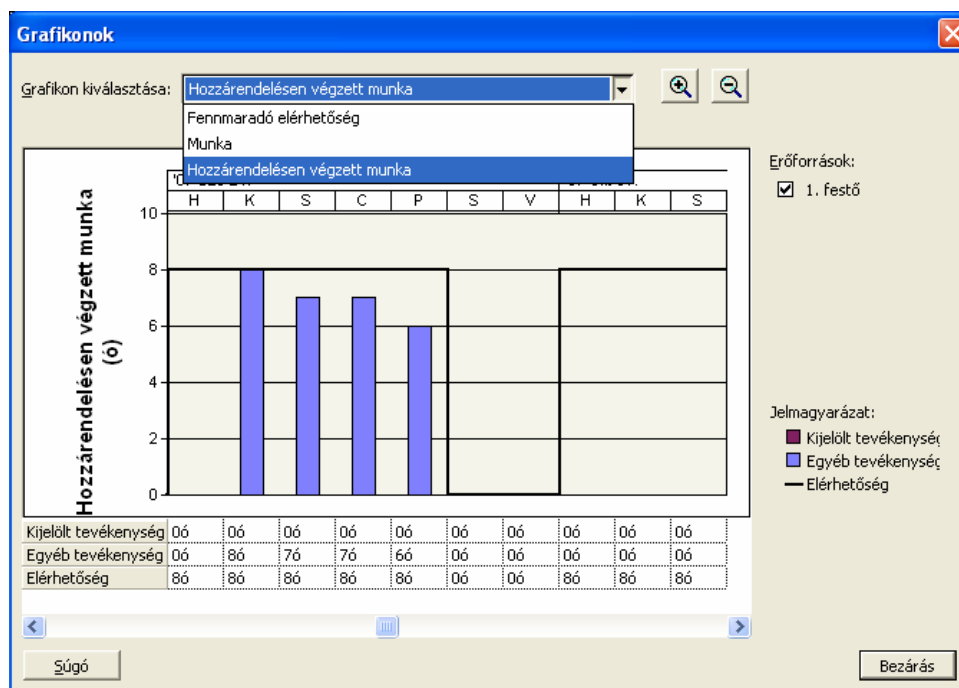 Grafikonok
Grafikon kiválasztása: Hozzárendelésen végzett munka
Fennmaradó elérhetőség
Munka
Hozzárendelésen végzett munka
Erőforrások:
1. festő
H K S C P S V H K S
Hozzárendelésen végzett munka
(ó)
10
8
6
4
2
0
Jelmagyarázat:
Kijelölt tevékenység
Egyéb tevékenység
Elérhetőség
Kijelölt tevékenység 0ó 0ó 0ó 0ó 0ó 0ó 0ó 0ó 0ó 0ó
Egyéb tevékenység 0ó 8ó 7ó 7ó 6ó 0ó 0ó 0ó 0ó 0ó
Elérhetőség 8ó 8ó 8ó 8ó 8ó 0ó 0ó 8ó 8ó 8ó
Súgó
Bezárás